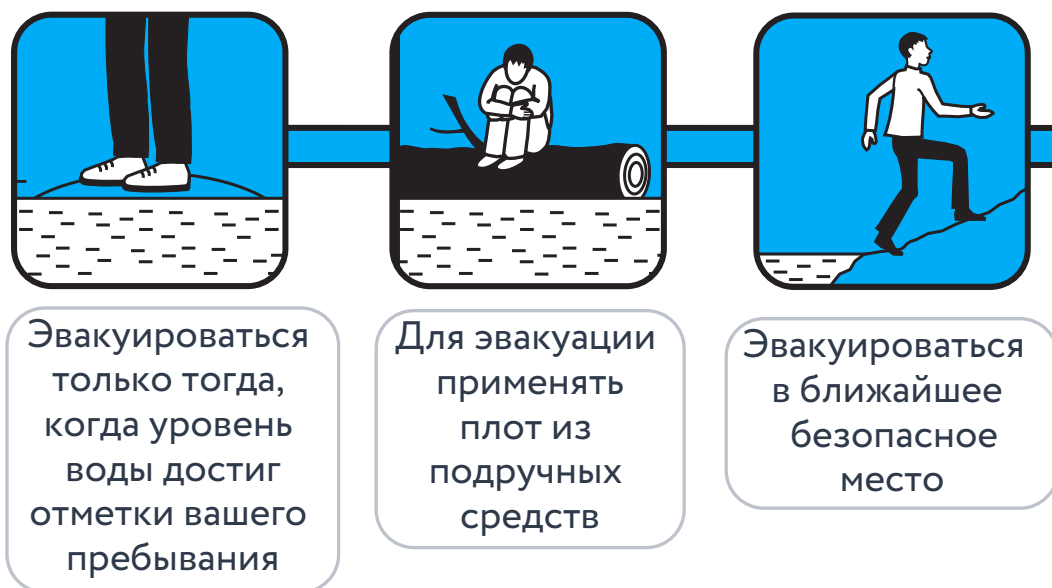 Эвакуироваться
только тогда,
когда уровень
воды достиг
отметки вашего
пребывания
Для эвакуации
применять
плот из
подручных
средств
Эвакуироваться
в ближайшее
безопасное
место